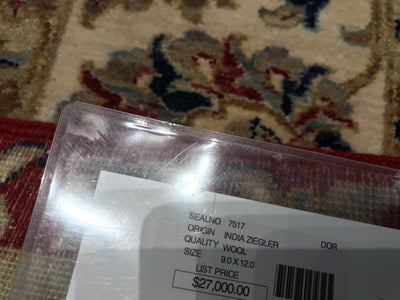 SEALNO 7517
ORIGIN INDIA ZIEGLER DOR
QUALITY WOOL
SIZE 9.0 X 12.0
LIST PRICE
$27,000.00